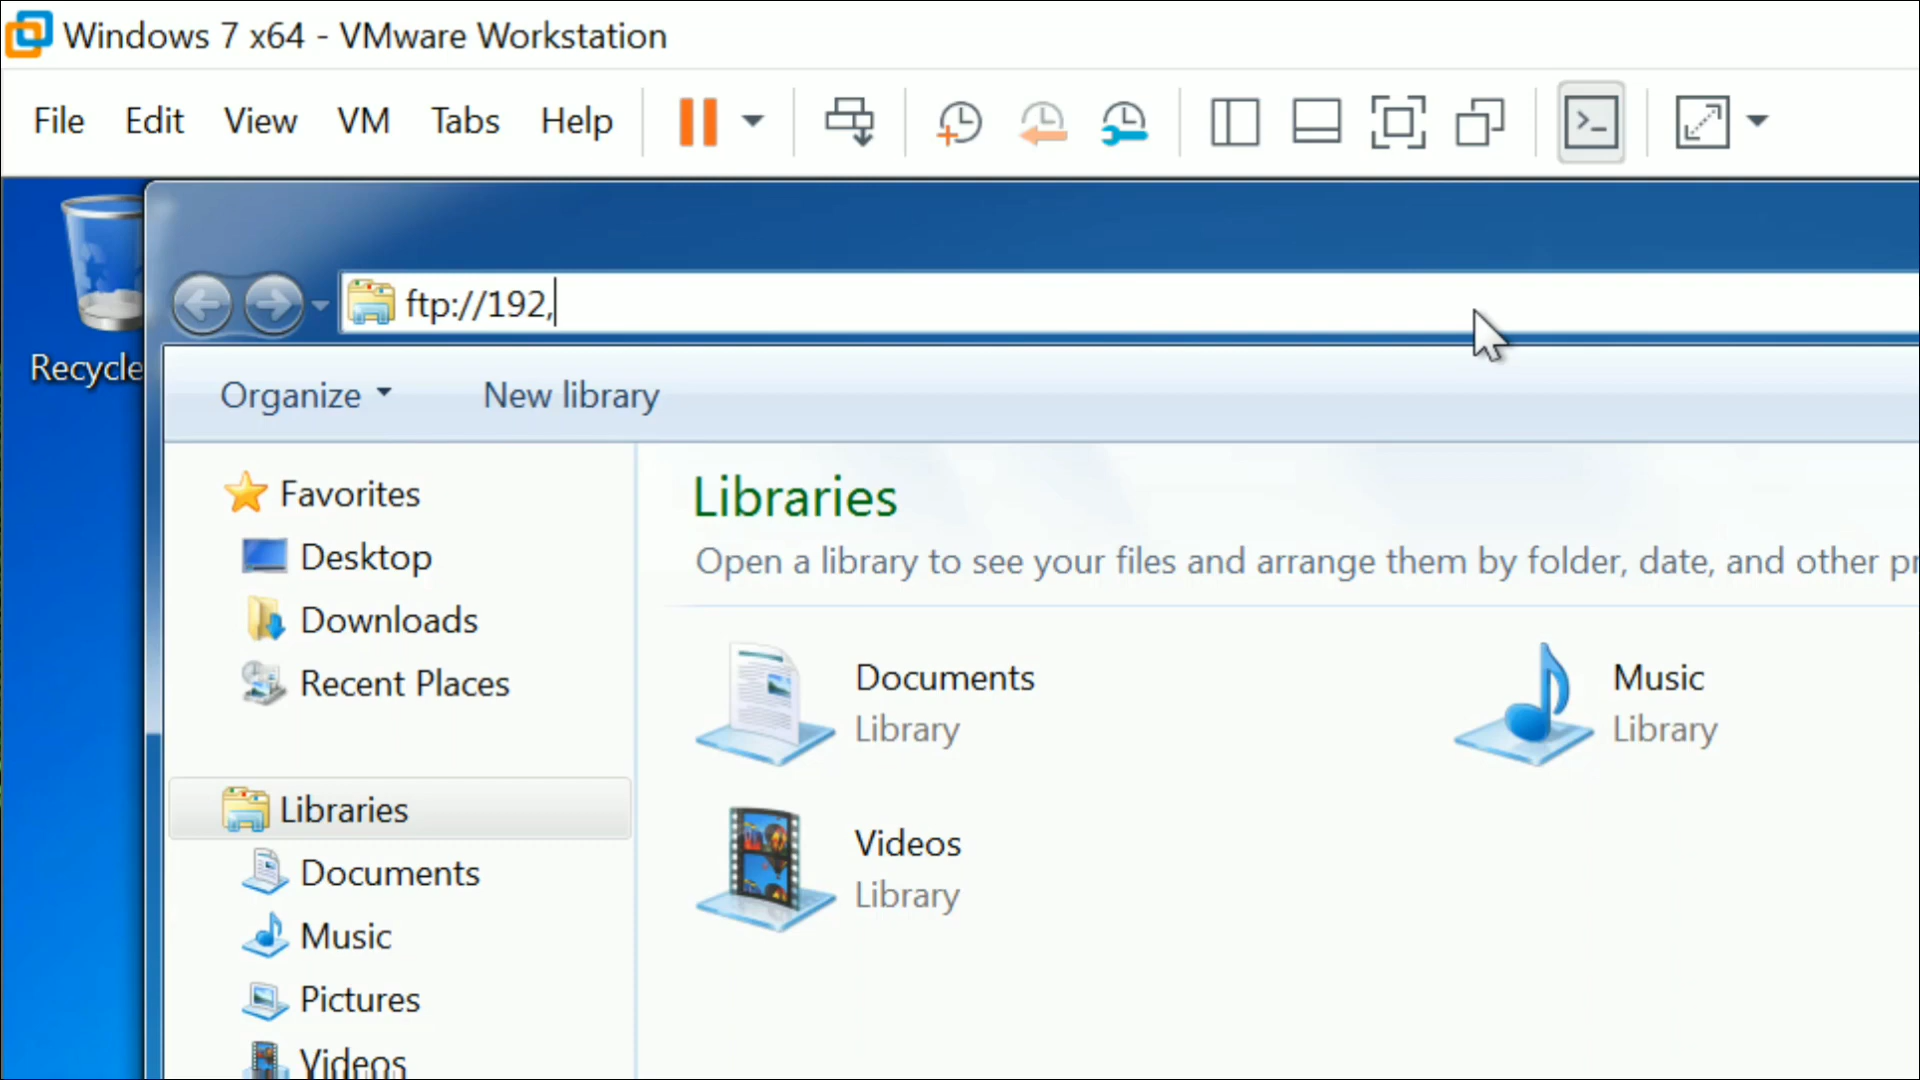 Windows 7 x64 - VMware Workstation
File Edit View VM Tabs Help
ftp://192,
Recycle
Organize New library
Favorites
Desktop
Downloads
Recent Places
Libraries
Documents
Music
Pictures
Videos
Libraries
Open a library to see your files and arrange them by folder, date, and other pr
Documents
Library
Music
Library
Videos
Library